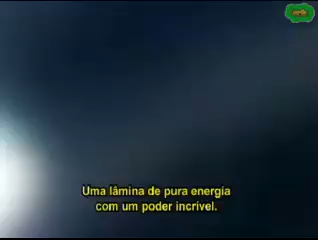 Uma lâmina de pura energia
com um poder incrível.